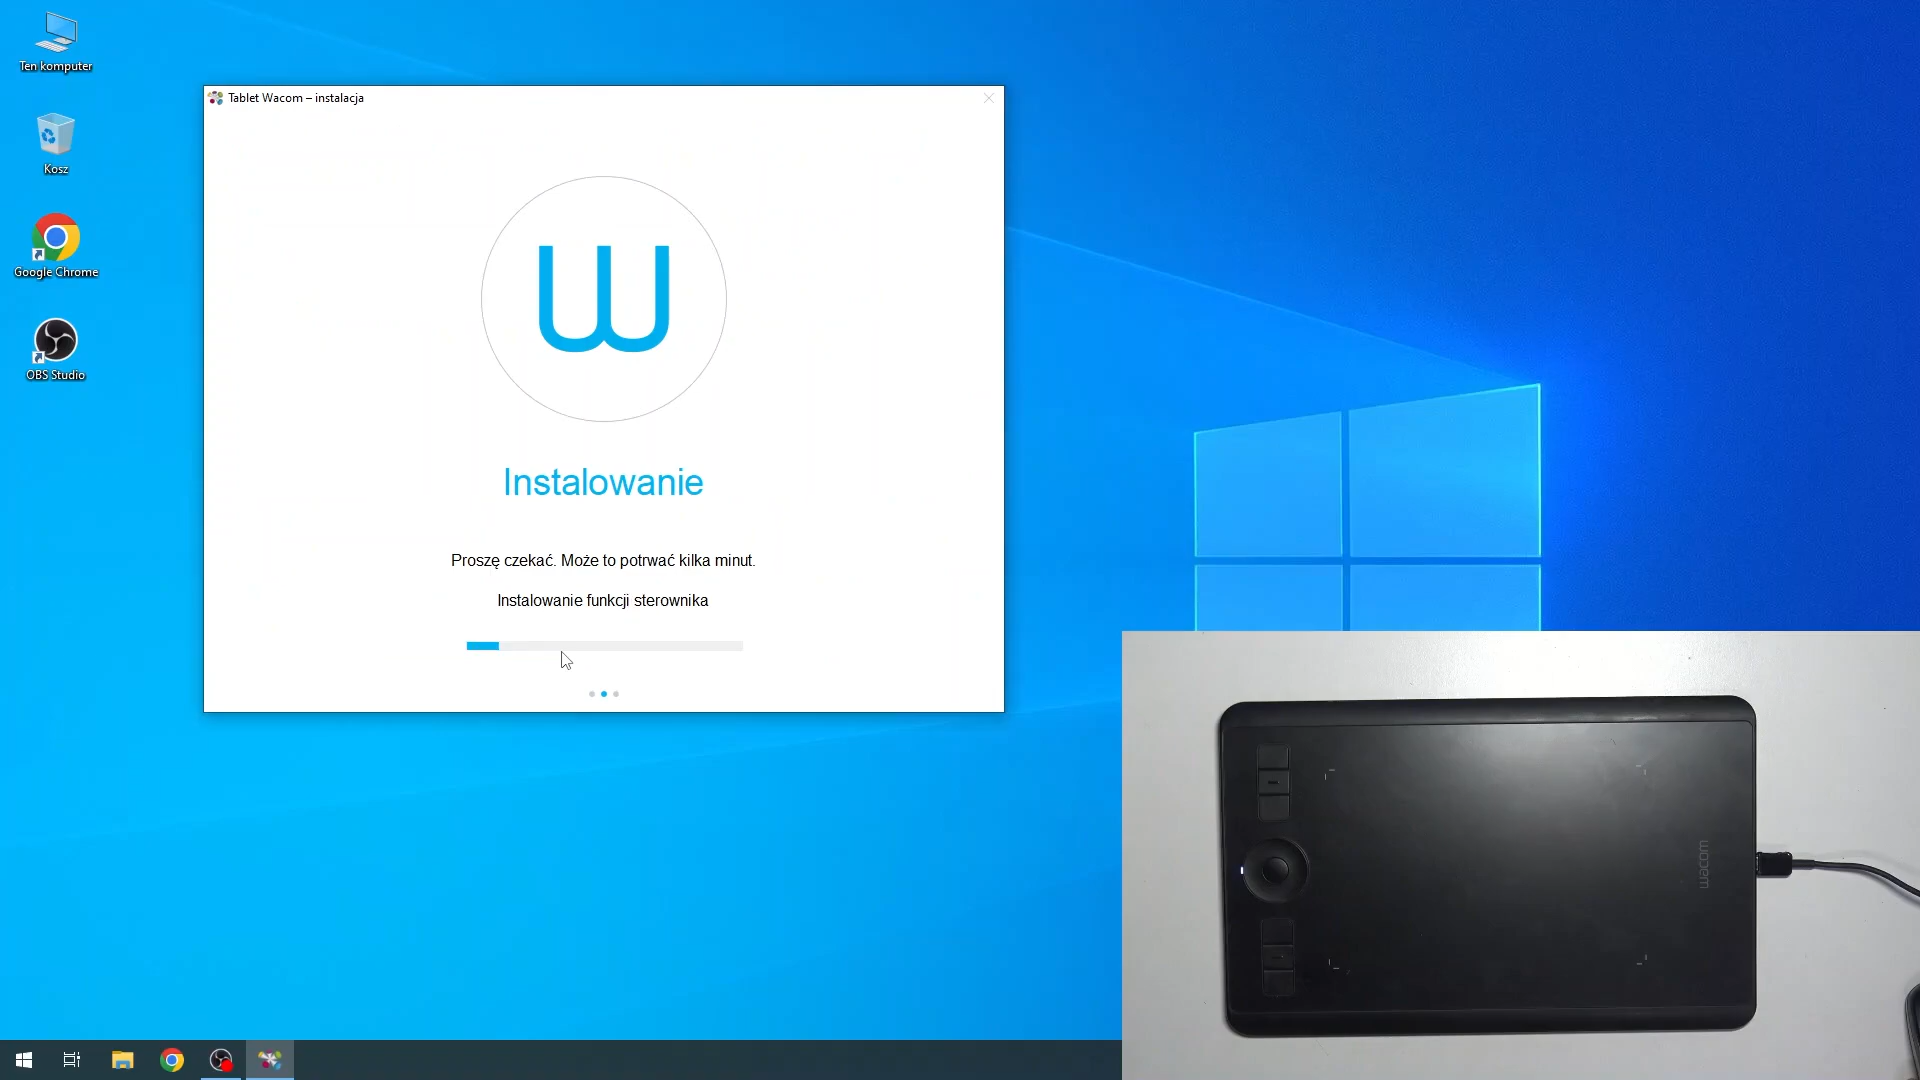 Ten komputer
Kosz
Google Chrome
OBS Studio
Tablet Wacom – instalacja
Instalowanie
Proszę czekać. Może to potrwać kilka minut.
Instalowanie funkcji sterownika
wacom